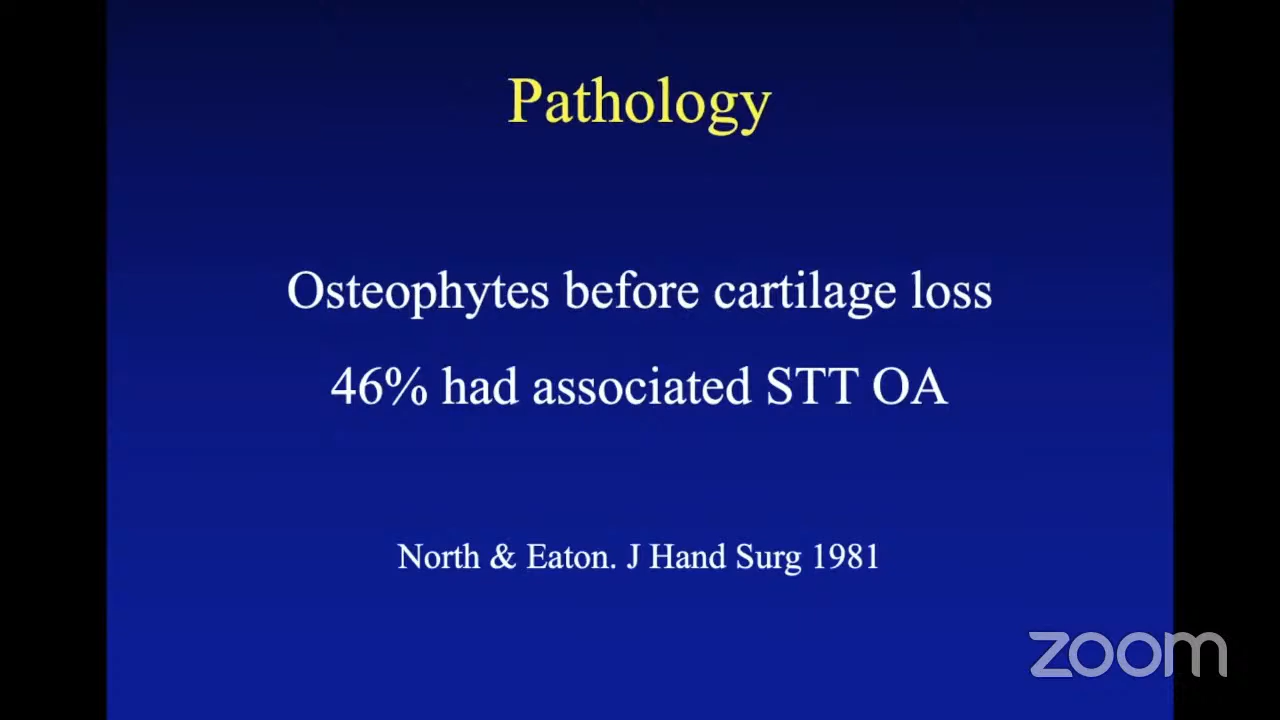 Pathology
Osteophytes before cartilage loss
46% had associated STT OA
North & Eaton. J Hand Surg 1981
zoom